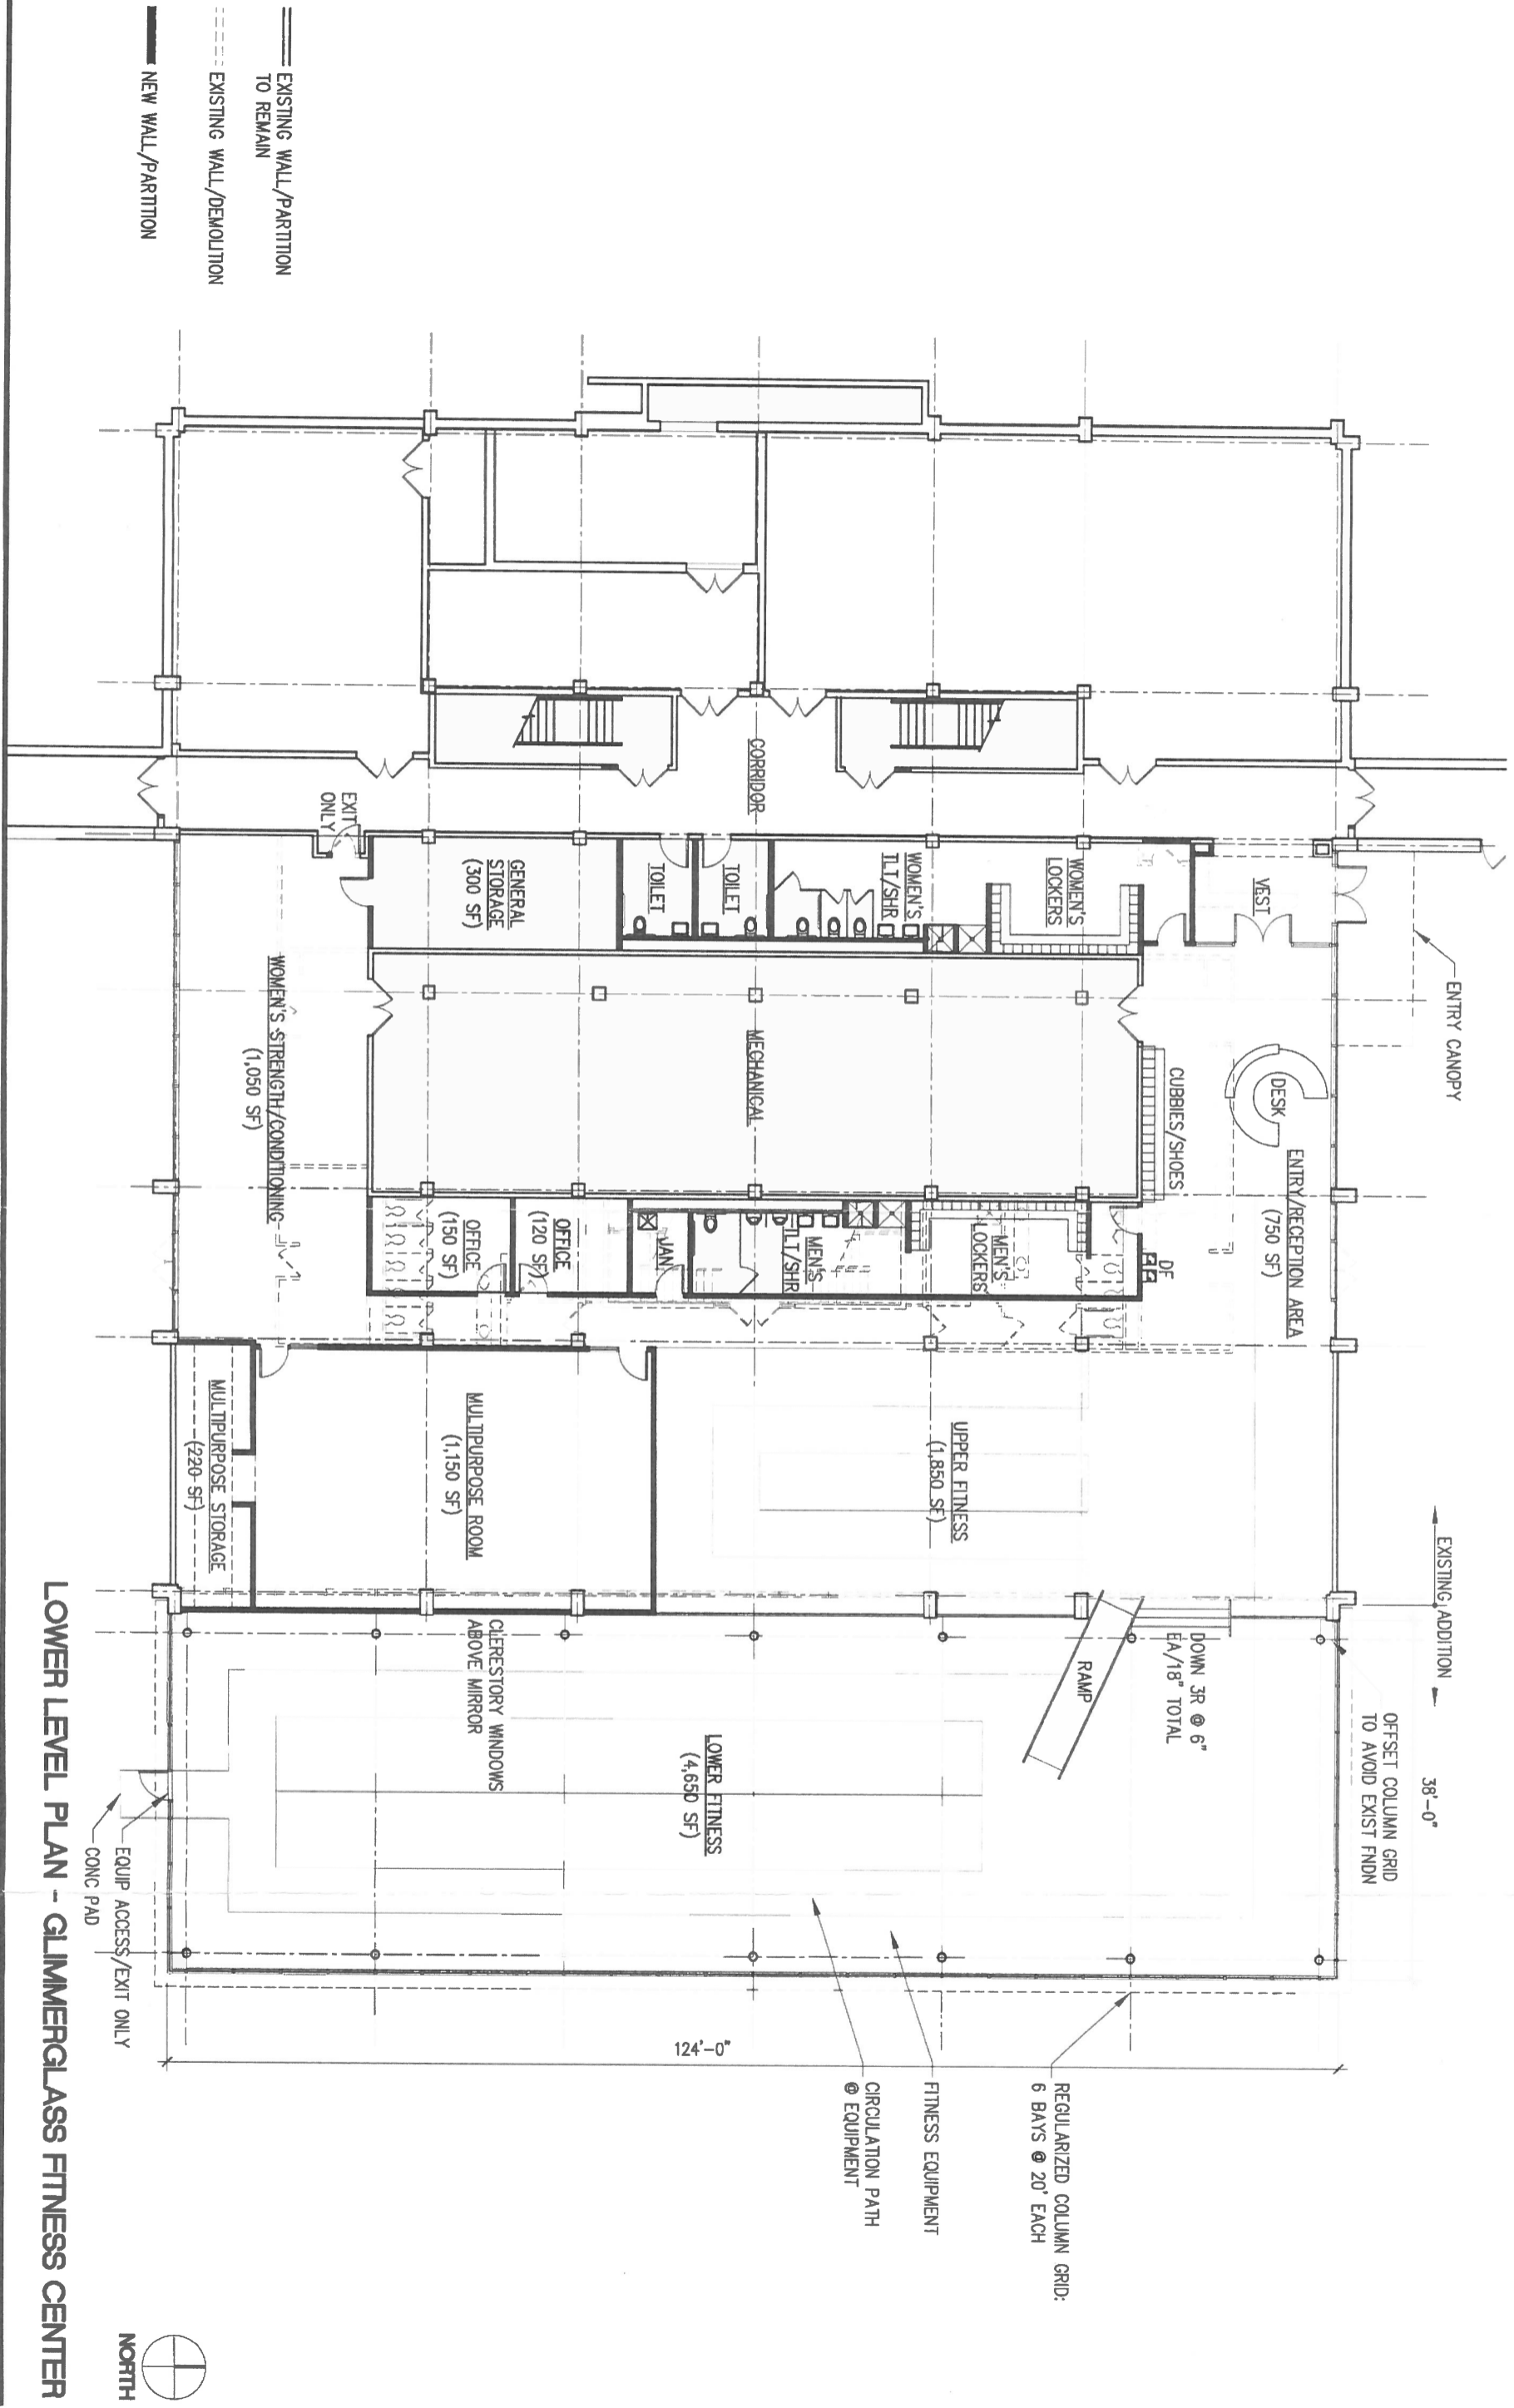 EXISTING WALL/PARTITION
TO REMAIN
EXISTING WALL/DEMOLITION
NEW WALL/PARTITION
ENTRY CANOPY
EXISTING
ADDITION
38'-0"
OFFSET COLUMN GRID
TO AVOID EXIST FNDN
VEST
DESK
ENTRY/RECEPTION AREA
(750 SF)
CUBBIES/SHOES
DF
DOWN 3R @ 6"
EA/18" TOTAL
RAMP
WOMEN'S
LOCKERS
WOMEN'S
TLT/SHR
MEN'S
LOCKERS
MEN'S
TLT/SHR
UPPER FITNESS
(1,850 SF)
REGULARIZED COLUMN GRID:
6 BAYS @ 20' EACH
FITNESS EQUIPMENT
CIRCULATION PATH
@ EQUIPMENT
CORRIDOR
TOILET
TOILET
MECHANICAL
JAN
LOWER FITNESS
(4,650 SF)
124'-0"
GENERAL
STORAGE
(300 SF)
OFFICE
(120 SF)
OFFICE
(150 SF)
MULTIPURPOSE ROOM
(1,150 SF)
CLERESTORY WINDOWS
ABOVE MIRROR
EXIT
ONLY
WOMEN'S STRENGTH/CONDITIONING
(1,050 SF)
MULTIPURPOSE STORAGE
(220 SF)
EQUIP ACCESS/EXIT ONLY
CONC PAD
LOWER LEVEL PLAN - GLIMMERGLASS FITNESS CENTER
NORTH